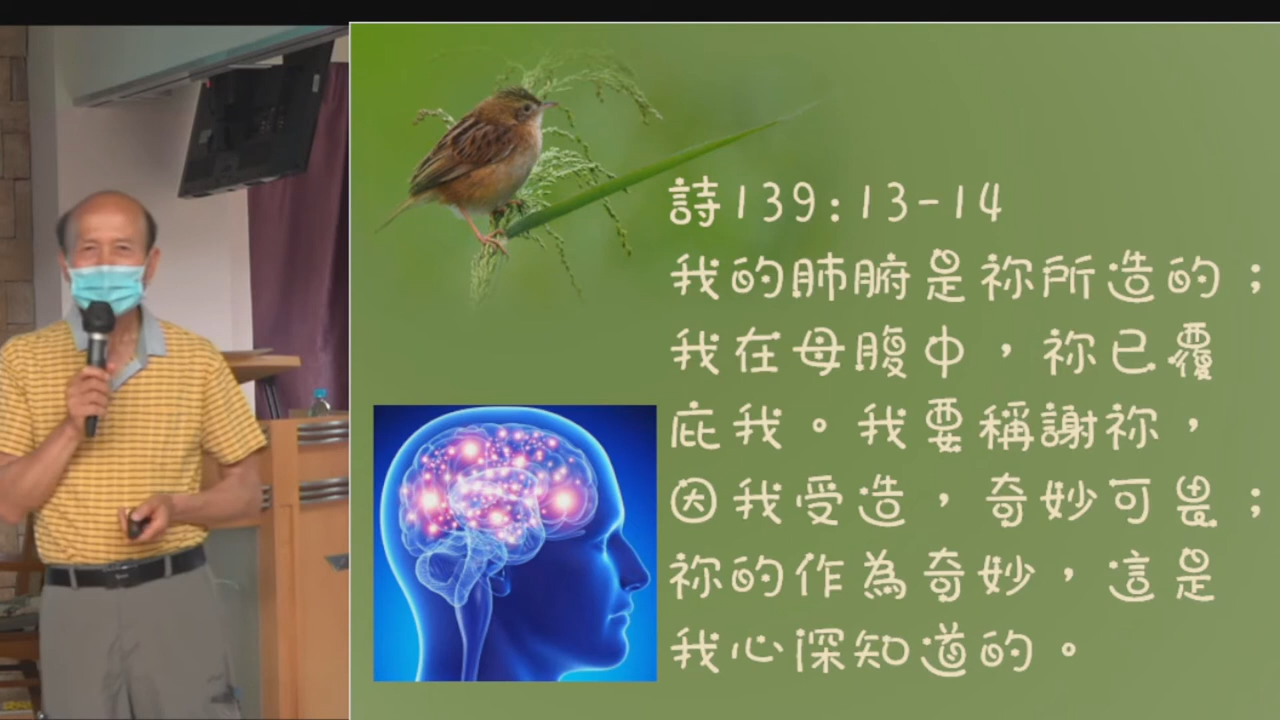 詩139:13-14
我的肺腑是祢所造的；
我在母腹中，祢已覆
庇我。我要稱謝祢，
因我受造，奇妙可畏；
祢的作為奇妙，這是
我心深知道的。